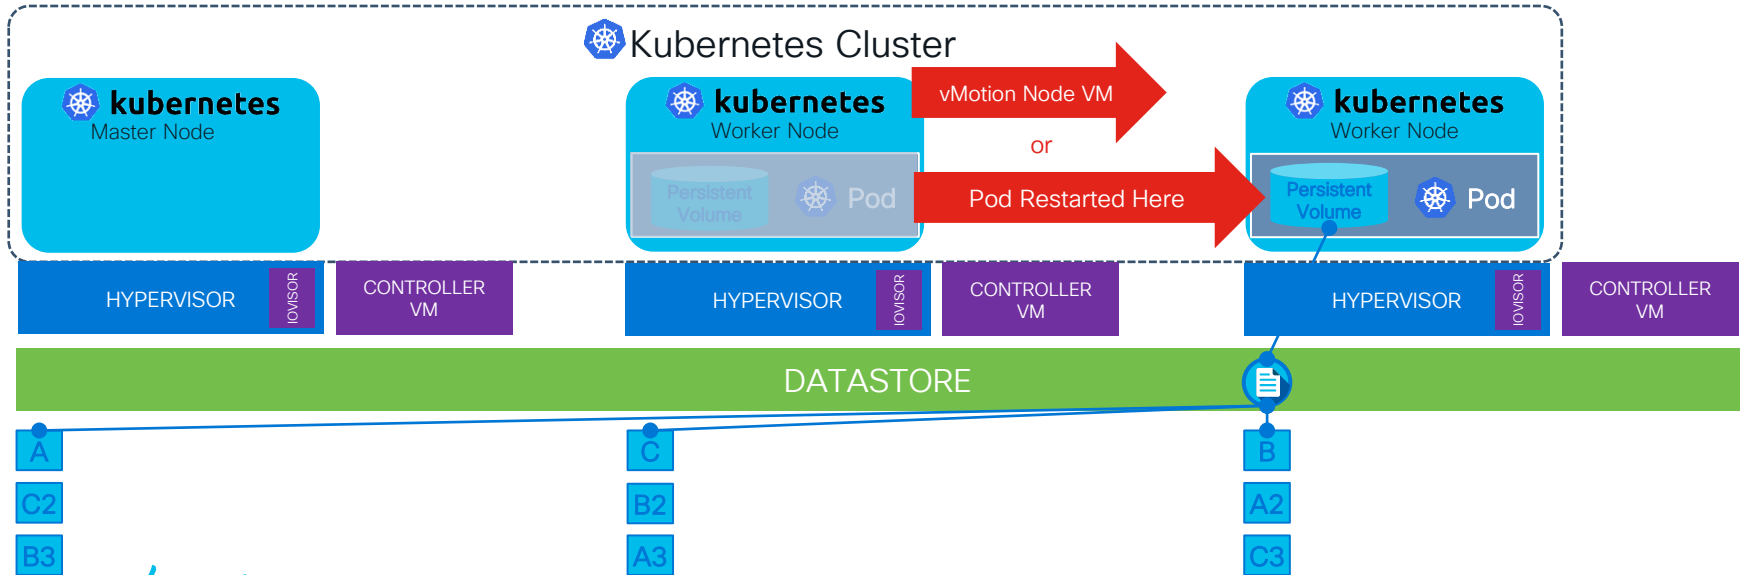 Kubernetes Cluster
kubernetes
Master Node
kubernetes
Worker Node
Persistent
Volume
Pod
vMotion Node VM
or
Pod Restarted Here
kubernetes
Worker Node
Persistent
Volume
Pod
HYPERVISOR
IOVISOR
CONTROLLER
VM
HYPERVISOR
IOVISOR
CONTROLLER
VM
HYPERVISOR
IOVISOR
CONTROLLER
VM
DATASTORE
A
C
B
C2
B2
A2
B3
A3
C3